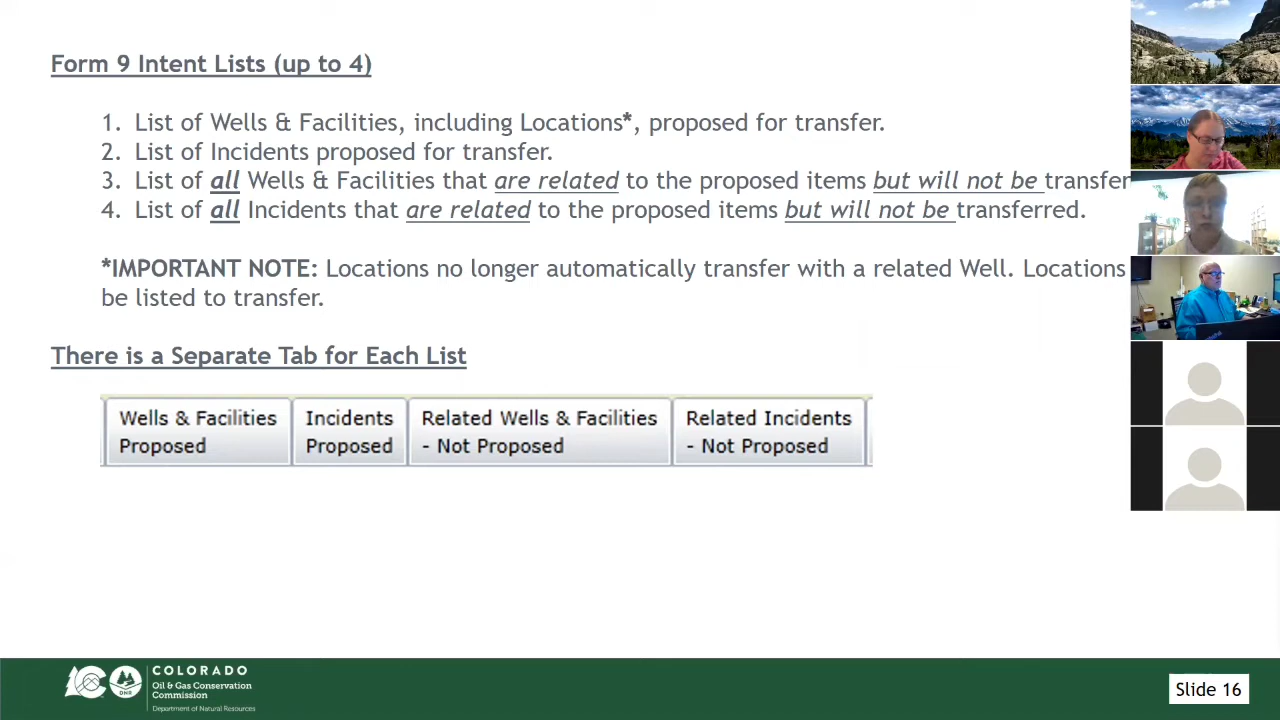 Form 9 Intent Lists (up to 4)
1. List of Wells & Facilities, including Locations*, proposed for transfer.
2. List of Incidents proposed for transfer.
3. List of all Wells & Facilities that are related to the proposed items but will not be transfer
4. List of all Incidents that are related to the proposed items but will not be transferred.
*IMPORTANT NOTE: Locations no longer automatically transfer with a related Well. Locations
be listed to transfer.
There is a Separate Tab for Each List
Wells & Facilities Proposed
Incidents Proposed
Related Wells & Facilities - Not Proposed
Related Incidents - Not Proposed
COLORADO
Oil & Gas Conservation
Commission
Department of Natural Resources
DNR
Slide 16